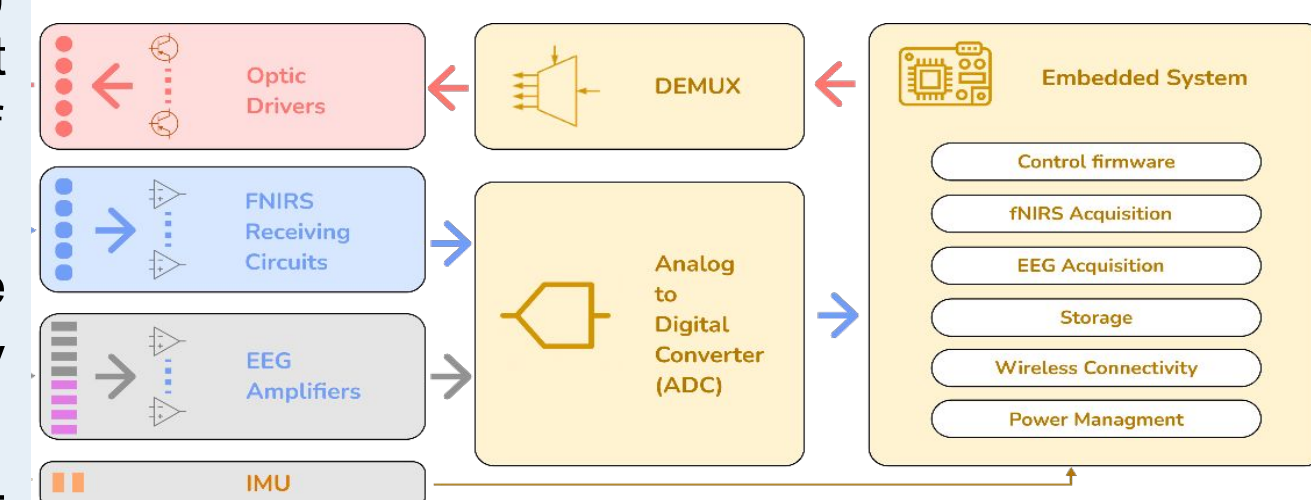 Optic
Drivers
DEMUX
Embedded System
Control firmware
fNIRS Acquisition
EEG Acquisition
Storage
Wireless Connectivity
Power Managment
FNIRS
Receiving
Circuits
Analog
to
Digital
Converter
(ADC)
EEG
Amplifiers
IMU